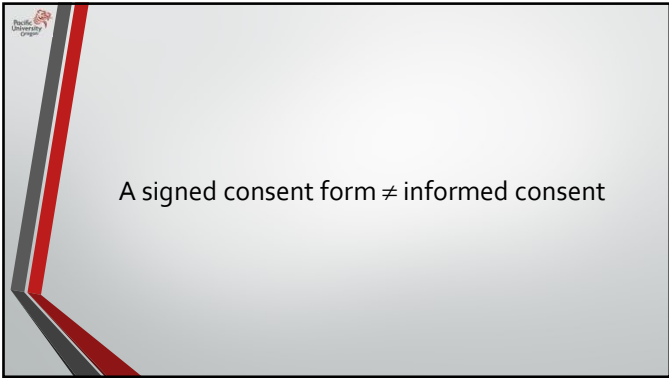 Pacific
University
Oregon
A signed consent form ≠ informed consent